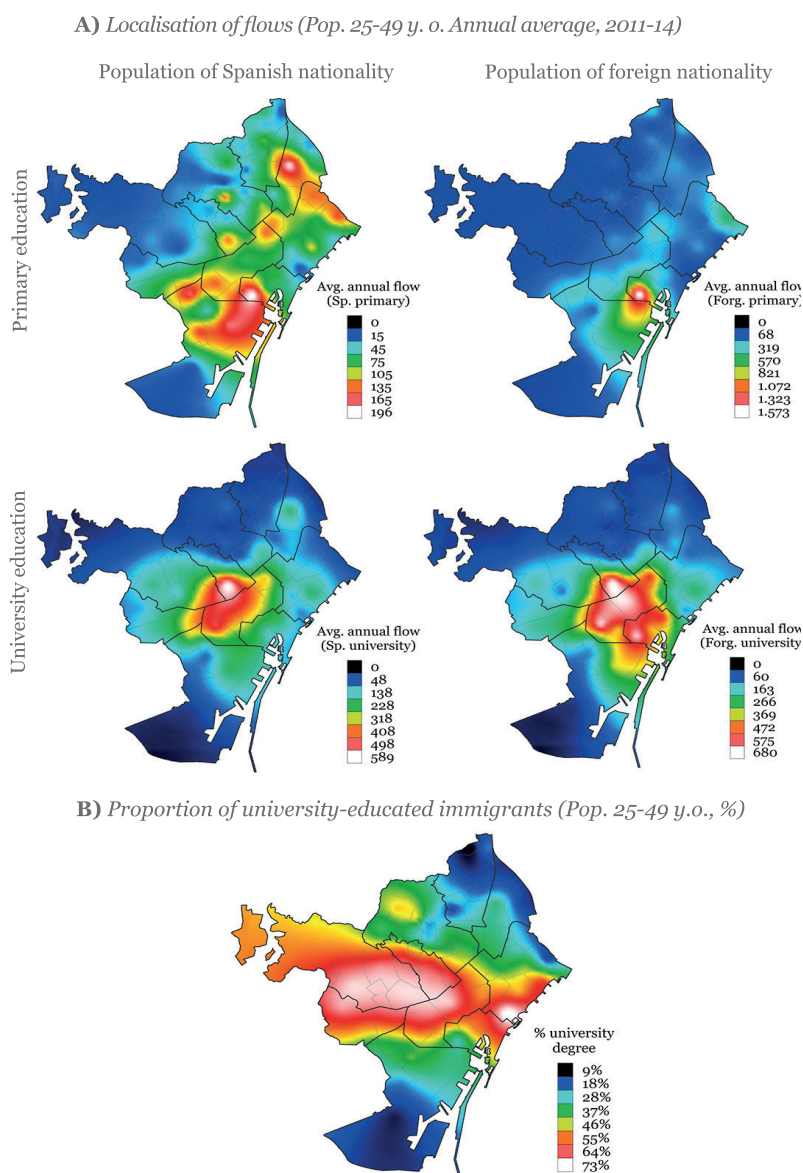 A) Localisation of flows (Pop. 25-49 y. o. Annual average, 2011-14)
Population of Spanish nationality
Population of foreign nationality
Primary education
Avg. annual flow
(Sp. primary)
0
15
45
75
105
135
165
196
Avg. annual flow
(Forg. primary)
0
68
319
570
821
1.072
1.323
1.573
University education
Avg. annual flow
(Sp. university)
0
48
138
228
318
408
498
589
Avg. annual flow
(Forg. university
0
60
163
266
369
472
575
680
B) Proportion of university-educated immigrants (Pop. 25-49 y.o., %)
% university
degree
9%
18%
28%
37%
46%
55%
64%
73%